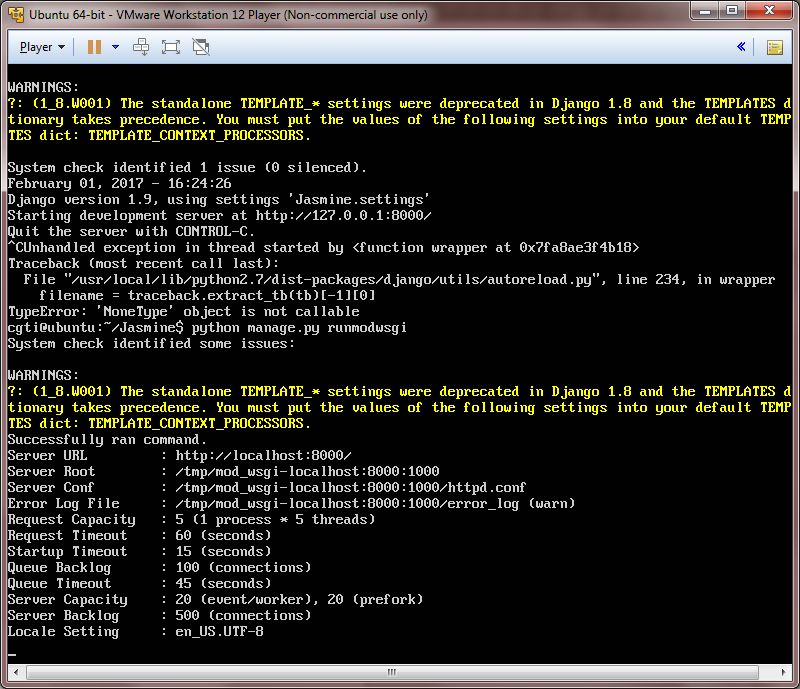 Ubuntu 64-bit - VMware Workstation 12 Player (Non-commercial use only)
Player
WARNINGS:
?: (1_8.W001) The standalone TEMPLATE_* settings were deprecated in Django 1.8 and the TEMPLATES d
tionary takes precedence. You must put the values of the following settings into your default TEMP
TES dict: TEMPLATE_CONTEXT_PROCESSORS.
System check identified 1 issue (0 silenced).
February 01, 2017 - 16:24:26
Django version 1.9, using settings 'Jasmine.settings'
Starting development server at http://127.0.0.1:8000/
Quit the server with CONTROL-C.
^CUnhandled exception in thread started by <function wrapper at 0x7fa8ae3f4b18>
Traceback (most recent call last):
File "/usr/local/lib/python2.7/dist-packages/django/utils/autoreload.py", line 234, in wrapper
filename = traceback.extract_tb(tb)[-1][0]
TypeError: 'NoneType' object is not callable
cgti@ubuntu:~/Jasmine$ python manage.py runmodwsgi
System check identified some issues:
WARNINGS:
?: (1_8.W001) The standalone TEMPLATE_* settings were deprecated in Django 1.8 and the TEMPLATES d
tionary takes precedence. You must put the values of the following settings into your default TEMP
TES dict: TEMPLATE_CONTEXT_PROCESSORS.
Successfully ran command.
Server URL : http://localhost:8000/
Server Root : /tmp/mod_wsgi-localhost:8000:1000
Server Conf : /tmp/mod_wsgi-localhost:8000:1000/httpd.conf
Error Log File : /tmp/mod_wsgi-localhost:8000:1000/error_log (warn)
Request Capacity : 5 (1 process * 5 threads)
Request Timeout : 60 (seconds)
Startup Timeout : 15 (seconds)
Queue Backlog : 100 (connections)
Queue Timeout : 45 (seconds)
Server Capacity : 20 (event/worker), 20 (prefork)
Server Backlog : 500 (connections)
Locale Setting : en_US.UTF-8